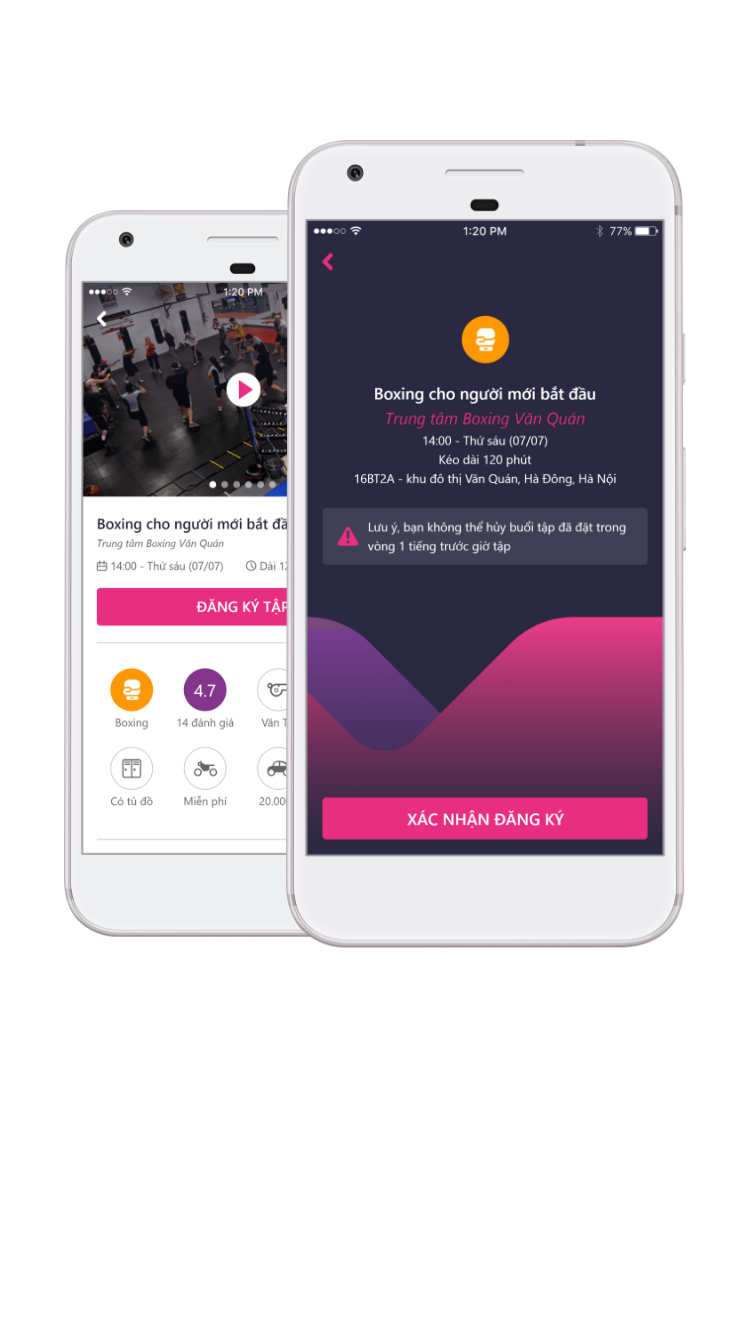 1:20 PM
77%
Boxing cho người mới bắt đầu
Trung tâm Boxing Văn Quán
14:00 - Thứ sáu (07/07)
Kéo dài 120 phút
16BT2A - khu đô thị Văn Quán, Hà Đông, Hà Nội
Lưu ý, bạn không thể hủy buổi tập đã đặt trong
vòng 1 tiếng trước giờ tập
XÁC NHẬN ĐĂNG KÝ
1:20 PM
Boxing cho người mới bắt
Trung tâm Boxing Văn Quán
14:00 - Thứ sáu (07/07) Dài
ĐĂNG KÝ TẬP
4.7
Boxing 14 đánh giá Văn
Có tủ đồ Miễn phí 20.00